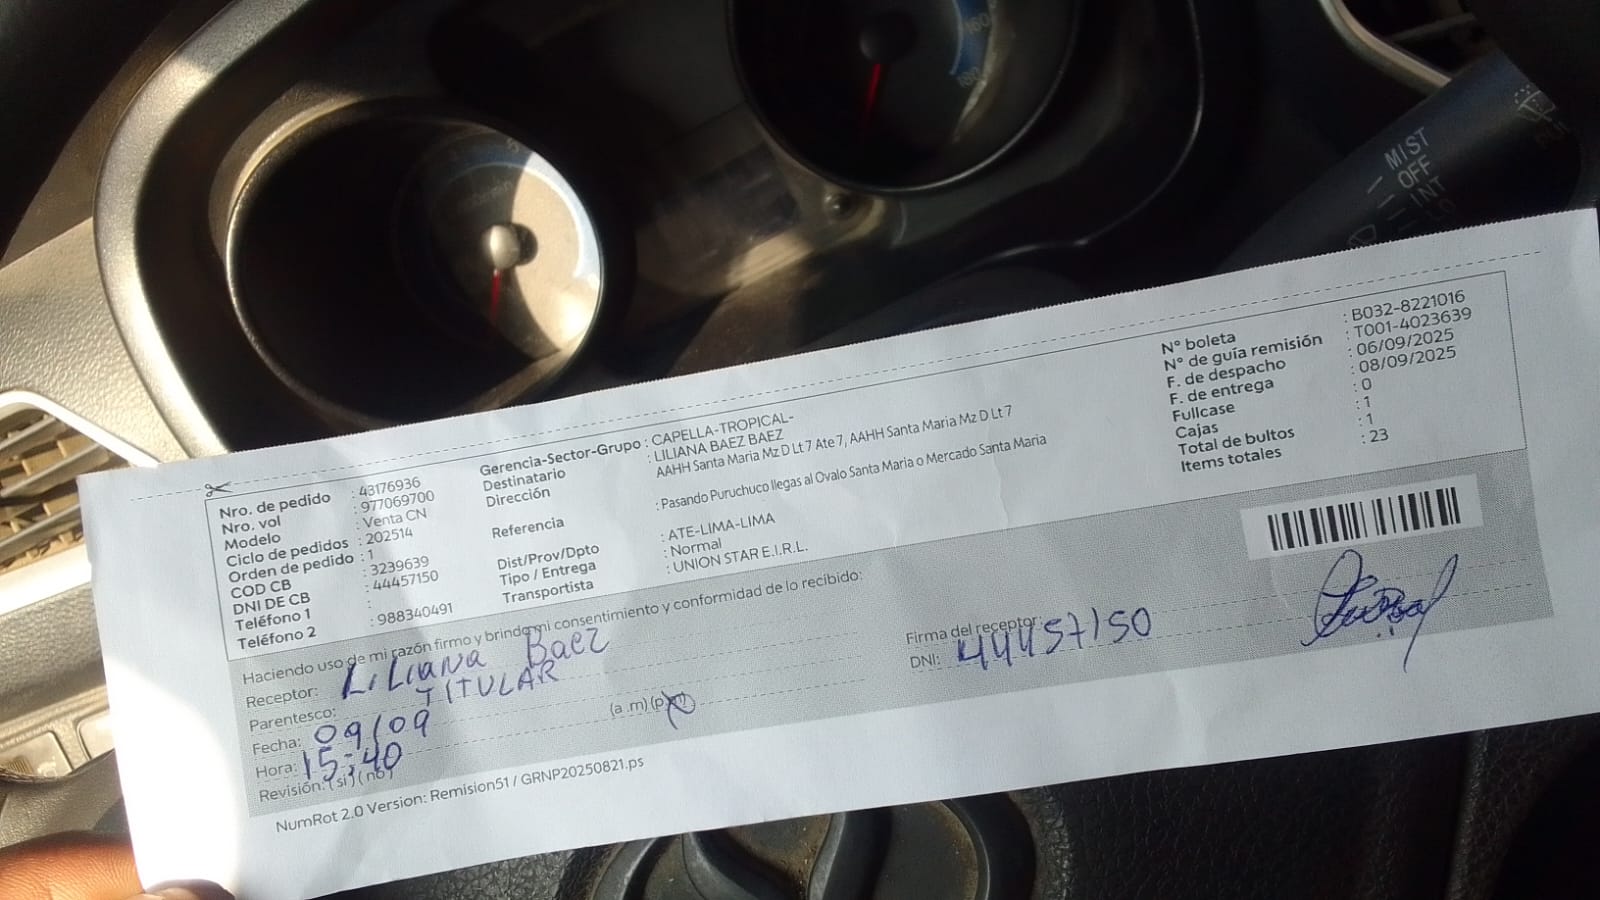 160
180
MIST
OFF
INT
Nro. de pedido : 43176936
Nro. vol : 977069700
Modelo : Venta CN
Ciclo de pedidos : 202514
Orden de pedido : 1
COD CB : 3239639
DNI DE CB : 44457150
Teléfono 1 :
Teléfono 2 : 988340491
Gerencia-Sector-Grupo : CAPELLA-TROPICAL-
Destinatario : LILIANA BAEZ BAEZ
Dirección AAHH Santa Maria Mz D Lt 7 Ate 7, AAHH Santa Maria Mz D Lt 7
Referencia : Pasando Puruchuco llegas al Ovalo Santa Maria o Mercado Santa Maria
Dist/Prov/Dpto : ATE-LIMA-LIMA
Tipo / Entrega : Normal
Transportista : UNION STAR E.I.R.L.
N° boleta : B032-8221016
N° de guía remisión : T001-4023639
F. de despacho : 06/09/2025
F. de entrega : 08/09/2025
Fullcase : 0
Cajas : 1
Total de bultos : 1
Items totales : 23
Haciendo uso de mi razón firmo y brindo mi consentimiento y conformidad de lo recibido:
Receptor: LiLiana Baez
Parentesco: TITULAR
Fecha: 09/09
Hora: 15:40 (a .m) (p
Revisión: ( si ) ( no )
Firma del receptor:
DNI: 44457150
NumRot 2.0 Version: Remision51 / GRNP20250821.ps